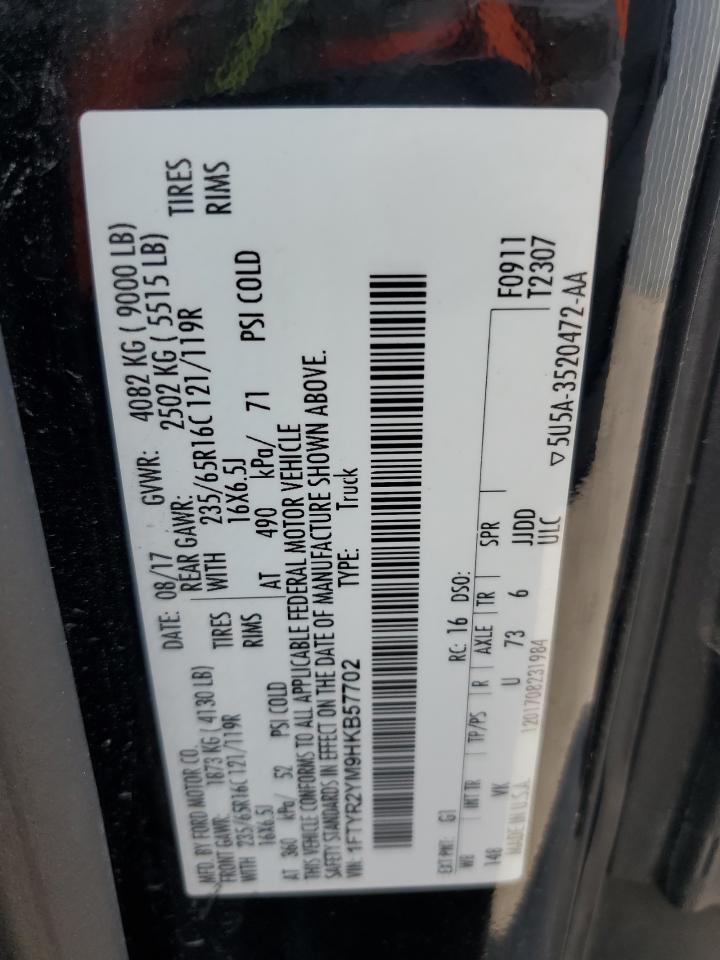 MFD. BY FORD MOTOR CO. DATE: 08/17 GVWR: 4082 KG ( 9000 LB)
FRONT GAWR: 1873 KG ( 4130 LB) REAR GAWR: 2502 KG ( 5515 LB)
WITH 235/65R16C 121/119R TIRES WITH 235/65R16C 121/119R TIRES
16X6.5J RIMS 16X6.5J RIMS
AT 360 kPa/ 52 PSI COLD AT 490 kPa/ 71 PSI COLD
THIS VEHICLE CONFORMS TO ALL APPLICABLE FEDERAL MOTOR VEHICLE
SAFETY STANDARDS IN EFFECT ON THE DATE OF MANUFACTURE SHOWN ABOVE.
VIN: 1FTYR2YM9HKB57702 TYPE: Truck
EXT PNT: G1 RC: 16 DSO: F0911
WB INT TR TP/PS R AXLE TR SPR T2307
148 VK U 73 6 JJDD
MADE IN U.S.A. 1201708231984 ULC ▽5U5A-3520472-AA